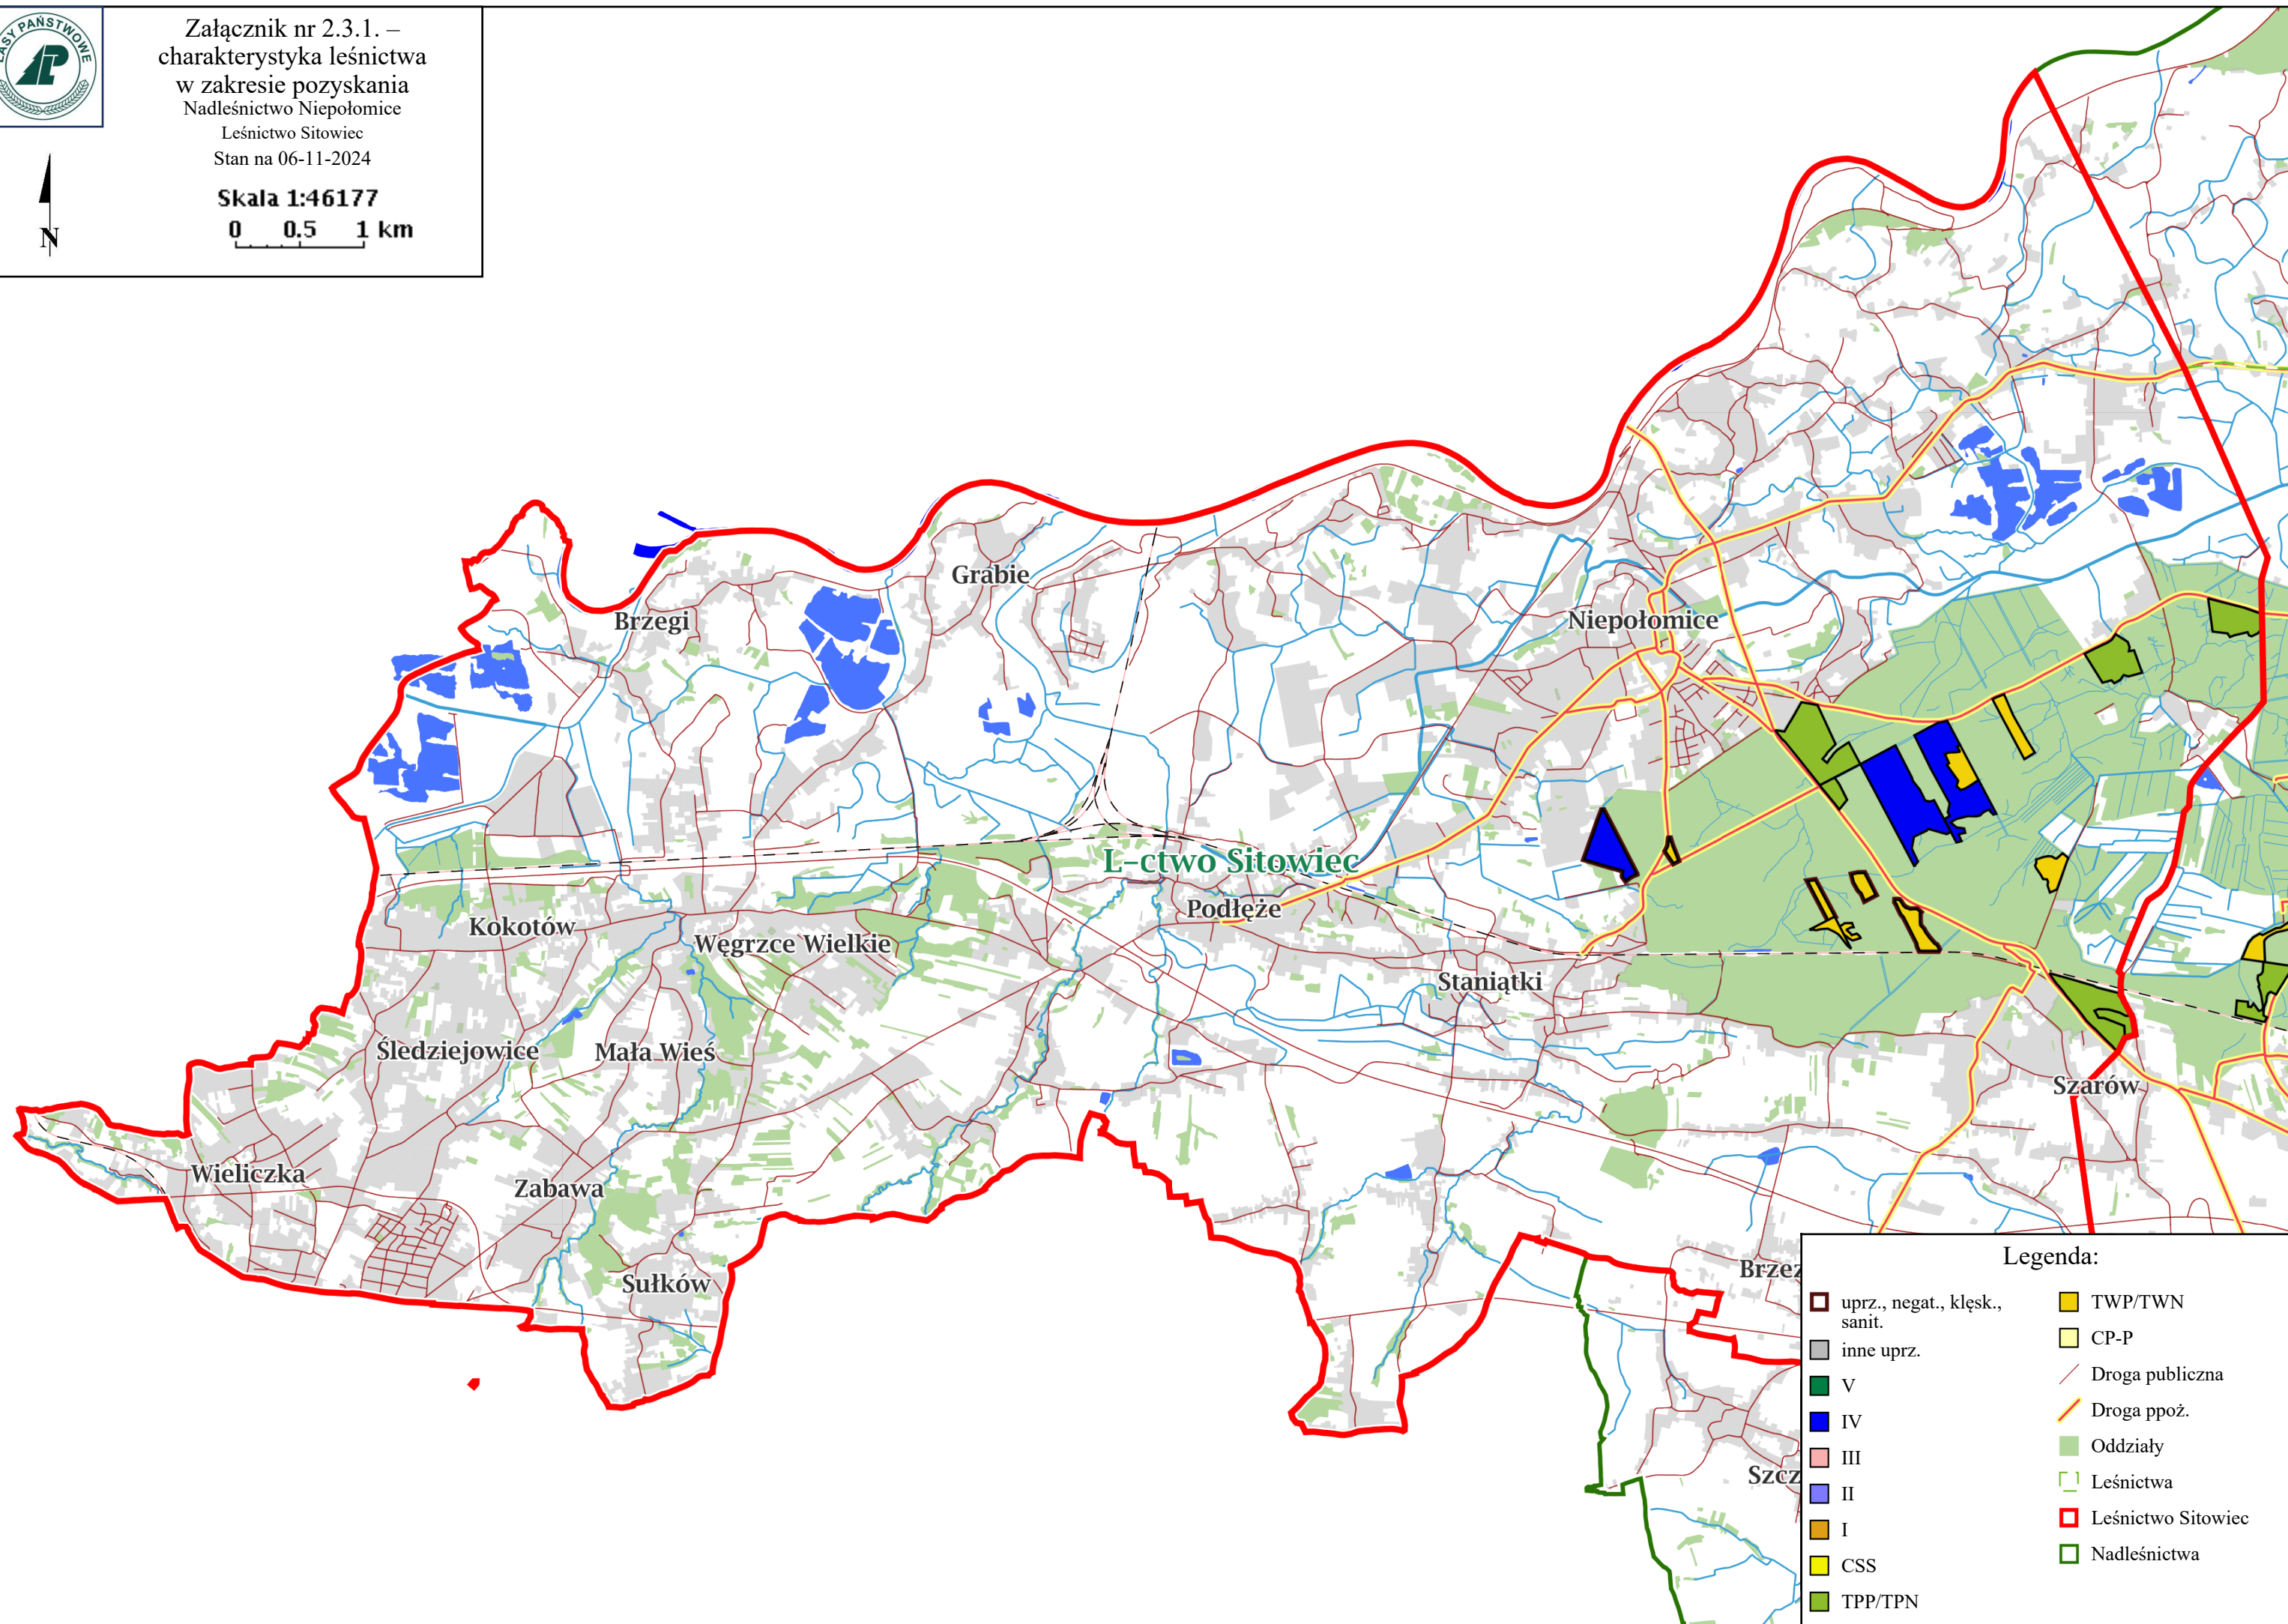 LASY PAŃSTWOWE
Załącznik nr 2.3.1. –
charakterystyka leśnictwa
w zakresie pozyskania
Nadleśnictwo Niepołomice
Leśnictwo Sitowiec
Stan na 06-11-2024
Skala 1:46177
0 0.5 1 km
N
Grabie
Brzegi
Niepołomice
L-ctwo Sitowiec
Podłęże
Kokotów
Węgrzce Wielkie
Staniątki
Śledziejowice
Mała Wieś
Szarów
Wieliczka
Zabawa
Sułków
Brzez
Szcz
Legenda:
uprz., negat., klęsk.,
sanit.
inne uprz.
V
IV
III
II
I
CSS
TPP/TPN
TWP/TWN
CP-P
Droga publiczna
Droga ppoż.
Oddziały
Leśnictwa
Leśnictwo Sitowiec
Nadleśnictwa